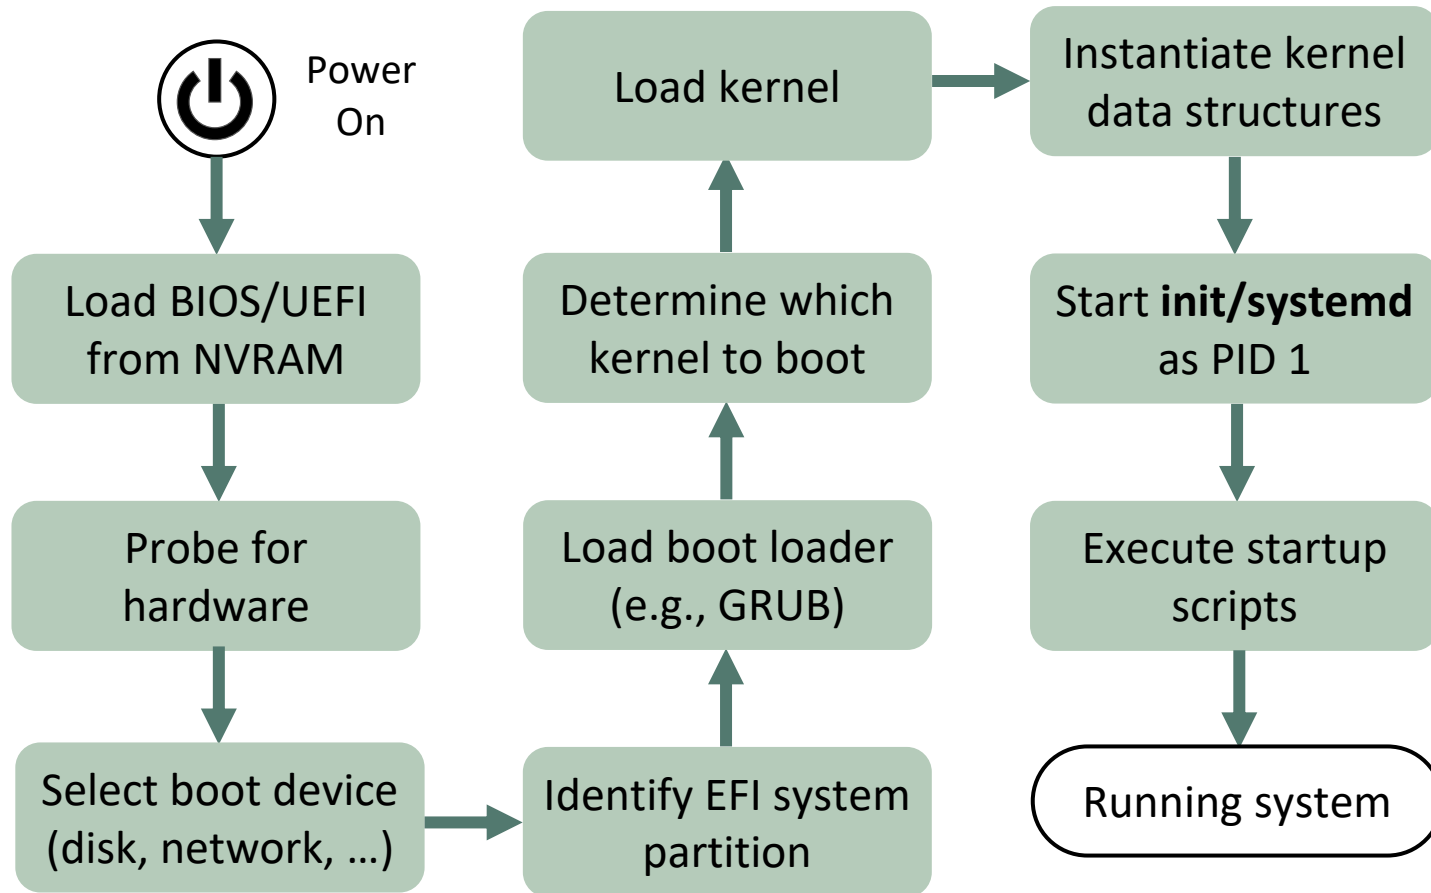 Power
On
Load BIOS/UEFI
from NVRAM
Probe for
hardware
Select boot device
(disk, network, …)
Identify EFI system
partition
Load boot loader
(e.g., GRUB)
Determine which
kernel to boot
Load kernel
Instantiate kernel
data structures
Start init/systemd
as PID 1
Execute startup
scripts
Running system